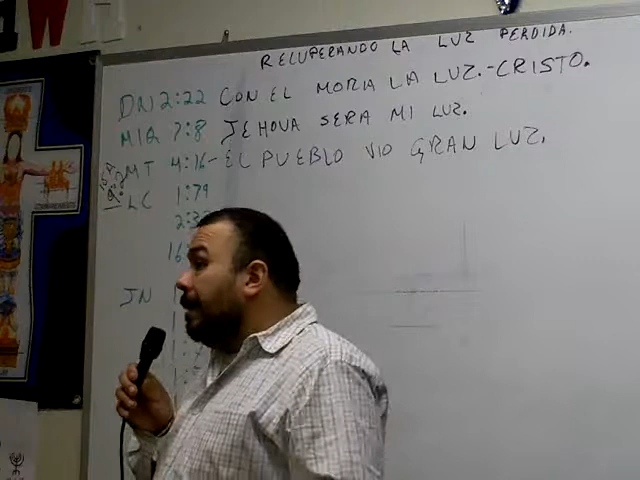 RECUPERANDO LA LUZ PERDIDA.
DN 2:22 CON EL MORIA LA LUZ.-CRISTO.
MIQ 7:8 JEHOVA SERA MI LUZ.
MT 4:16- EL PUEBLO VIO GRAN LUZ.
LC 1:79
2:3
16:
JN